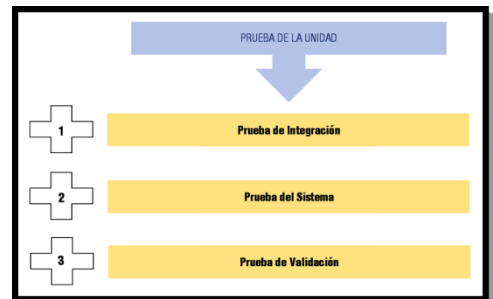 PRUEBA DE LA UNIDAD
1
Prueba de Integración
2
Prueba del Sistema
3
Prueba de Validación